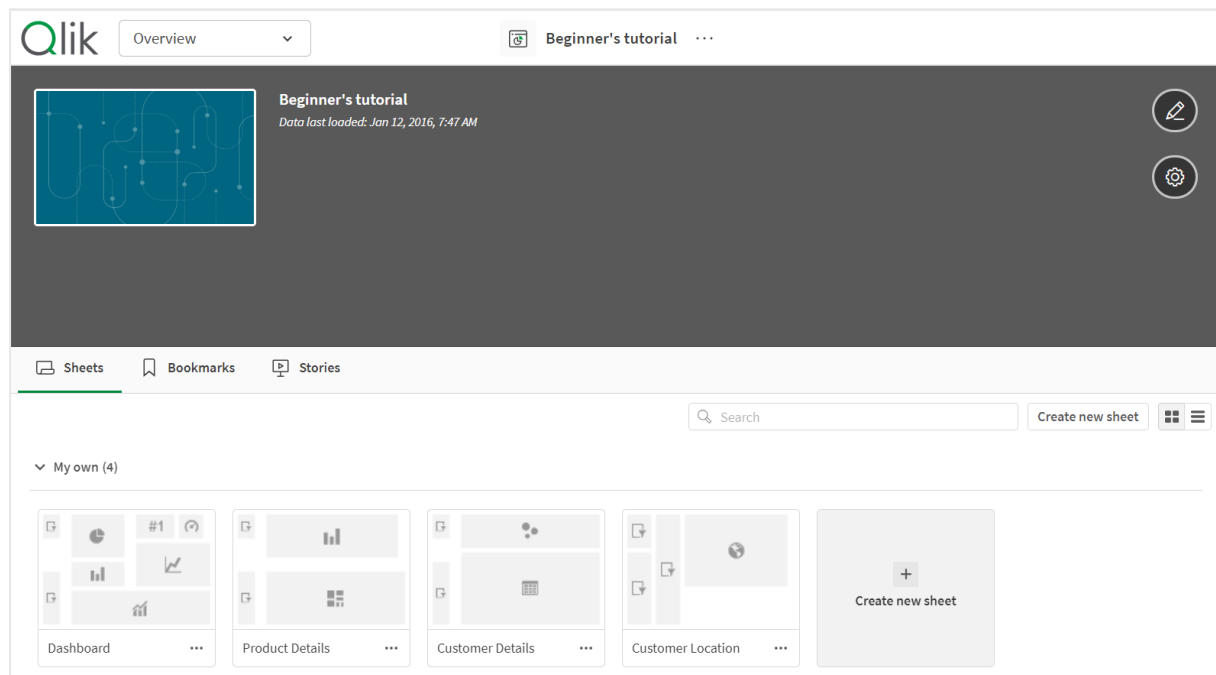 Qlik
Overview
Beginner's tutorial ...
Beginner's tutorial
Data last loaded: Jan 12, 2016, 7:47 AM
Sheets
Bookmarks
Stories
Search
Create new sheet
My own (4)
#1
Dashboard ...
Product Details ...
Customer Details ...
Customer Location ...
+
Create new sheet